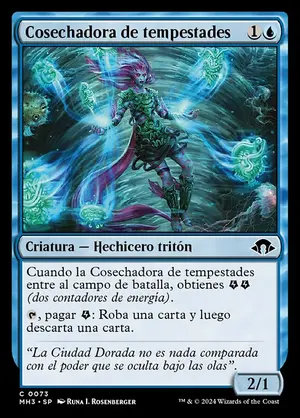 Cosechadora de tempestades 1
Criatura — Hechicero tritón
Cuando la Cosechadora de tempestades
entre al campo de batalla, obtienes
(dos contadores de energía).
, pagar : Roba una carta y luego
descarta una carta.
“La Ciudad Dorada no es nada comparada
con el poder que se oculta bajo las olas”.
2/1
C 0073
MH3 • SP Runa I. Rosenberger
™ & © 2024 Wizards of the Coast